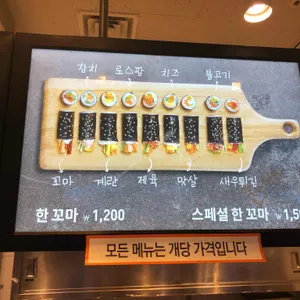 참치 로스팜 치즈 불고기
꼬마 계란 제육 맛살 새우튀김
한 꼬마 ₩1,200 스페셜 한 꼬마 ₩1,5
모든 메뉴는 개당 가격입니다